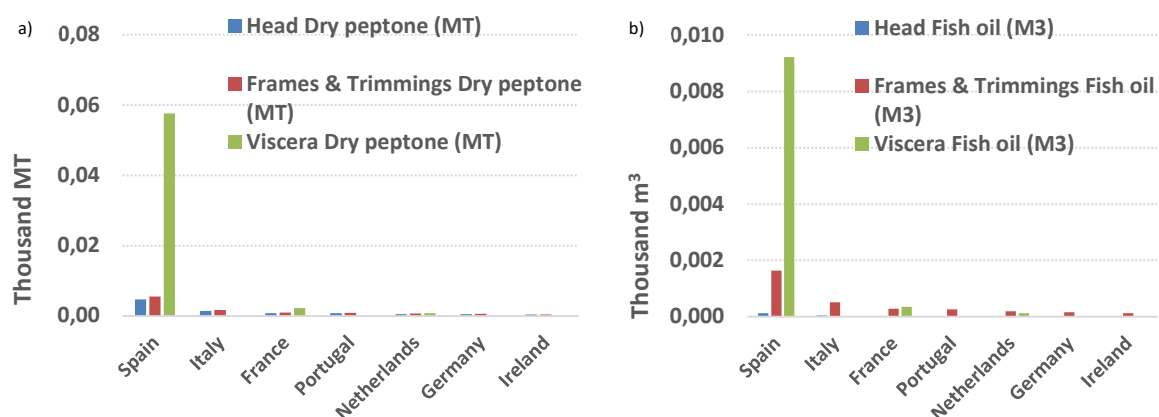 a)
Thousand MT
0,08
0,06
0,04
0,02
0,00
Head Dry peptone (MT)
Frames & Trimmings Dry peptone
(MT)
Viscera Dry peptone (MT)
Spain
Italy
France
Portugal
Netherlands
Germany
Ireland
b)
Thousand m³
0,010
0,008
0,006
0,004
0,002
0,000
Head Fish oil (M3)
Frames & Trimmings Fish oil
(M3)
Viscera Fish oil (M3)
Spain
Italy
France
Portugal
Netherlands
Germany
Ireland